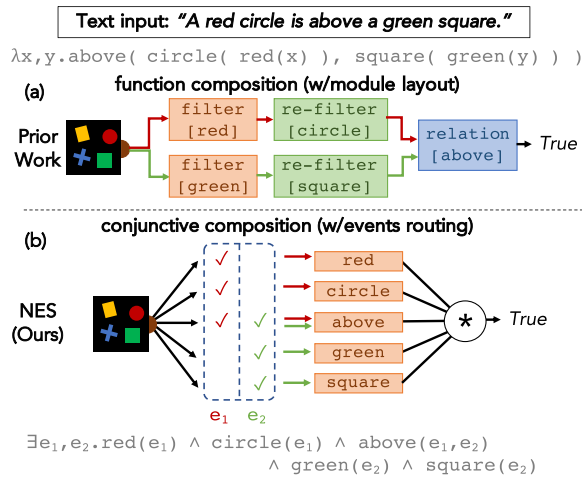 Text input: "A red circle is above a green square."
λx,y.above( circle( red(x) ), square( green(y) ) )
function composition (w/module layout)
(a)
Prior
Work
filter
[red]
re-filter
[circle]
relation
[above]
True
filter
[green]
re-filter
[square]
conjunctive composition (w/events routing)
(b)
NES
(Ours)
✓
✓
✓ ✓
✓
✓
red
circle
above
green
square
*
True
e₁ e₂
∃e₁,e₂.red(e₁) ∧ circle(e₁) ∧ above(e₁,e₂)
∧ green(e₂) ∧ square(e₂)